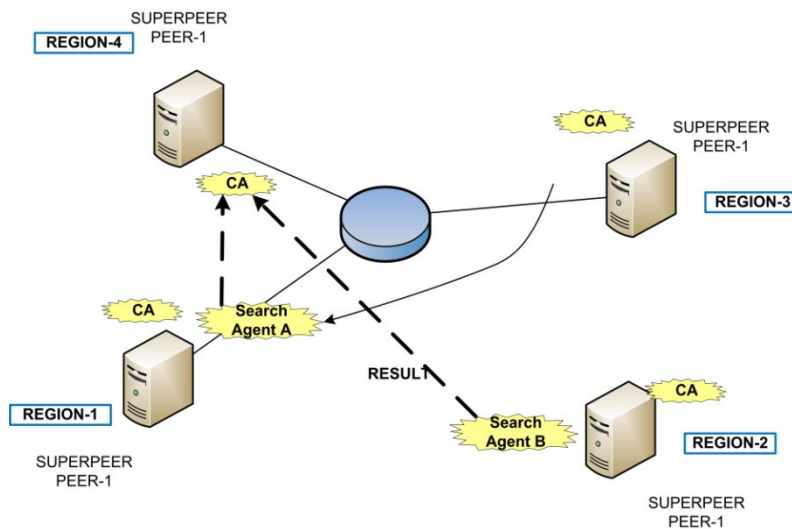 SUPERPEER
PEER-1
REGION-4
CA
SUPERPEER
PEER-1
CA
REGION-3
CA
Search
Agent A
RESULT
CA
REGION-1
Search
Agent B
REGION-2
SUPERPEER
PEER-1
SUPERPEER
PEER-1